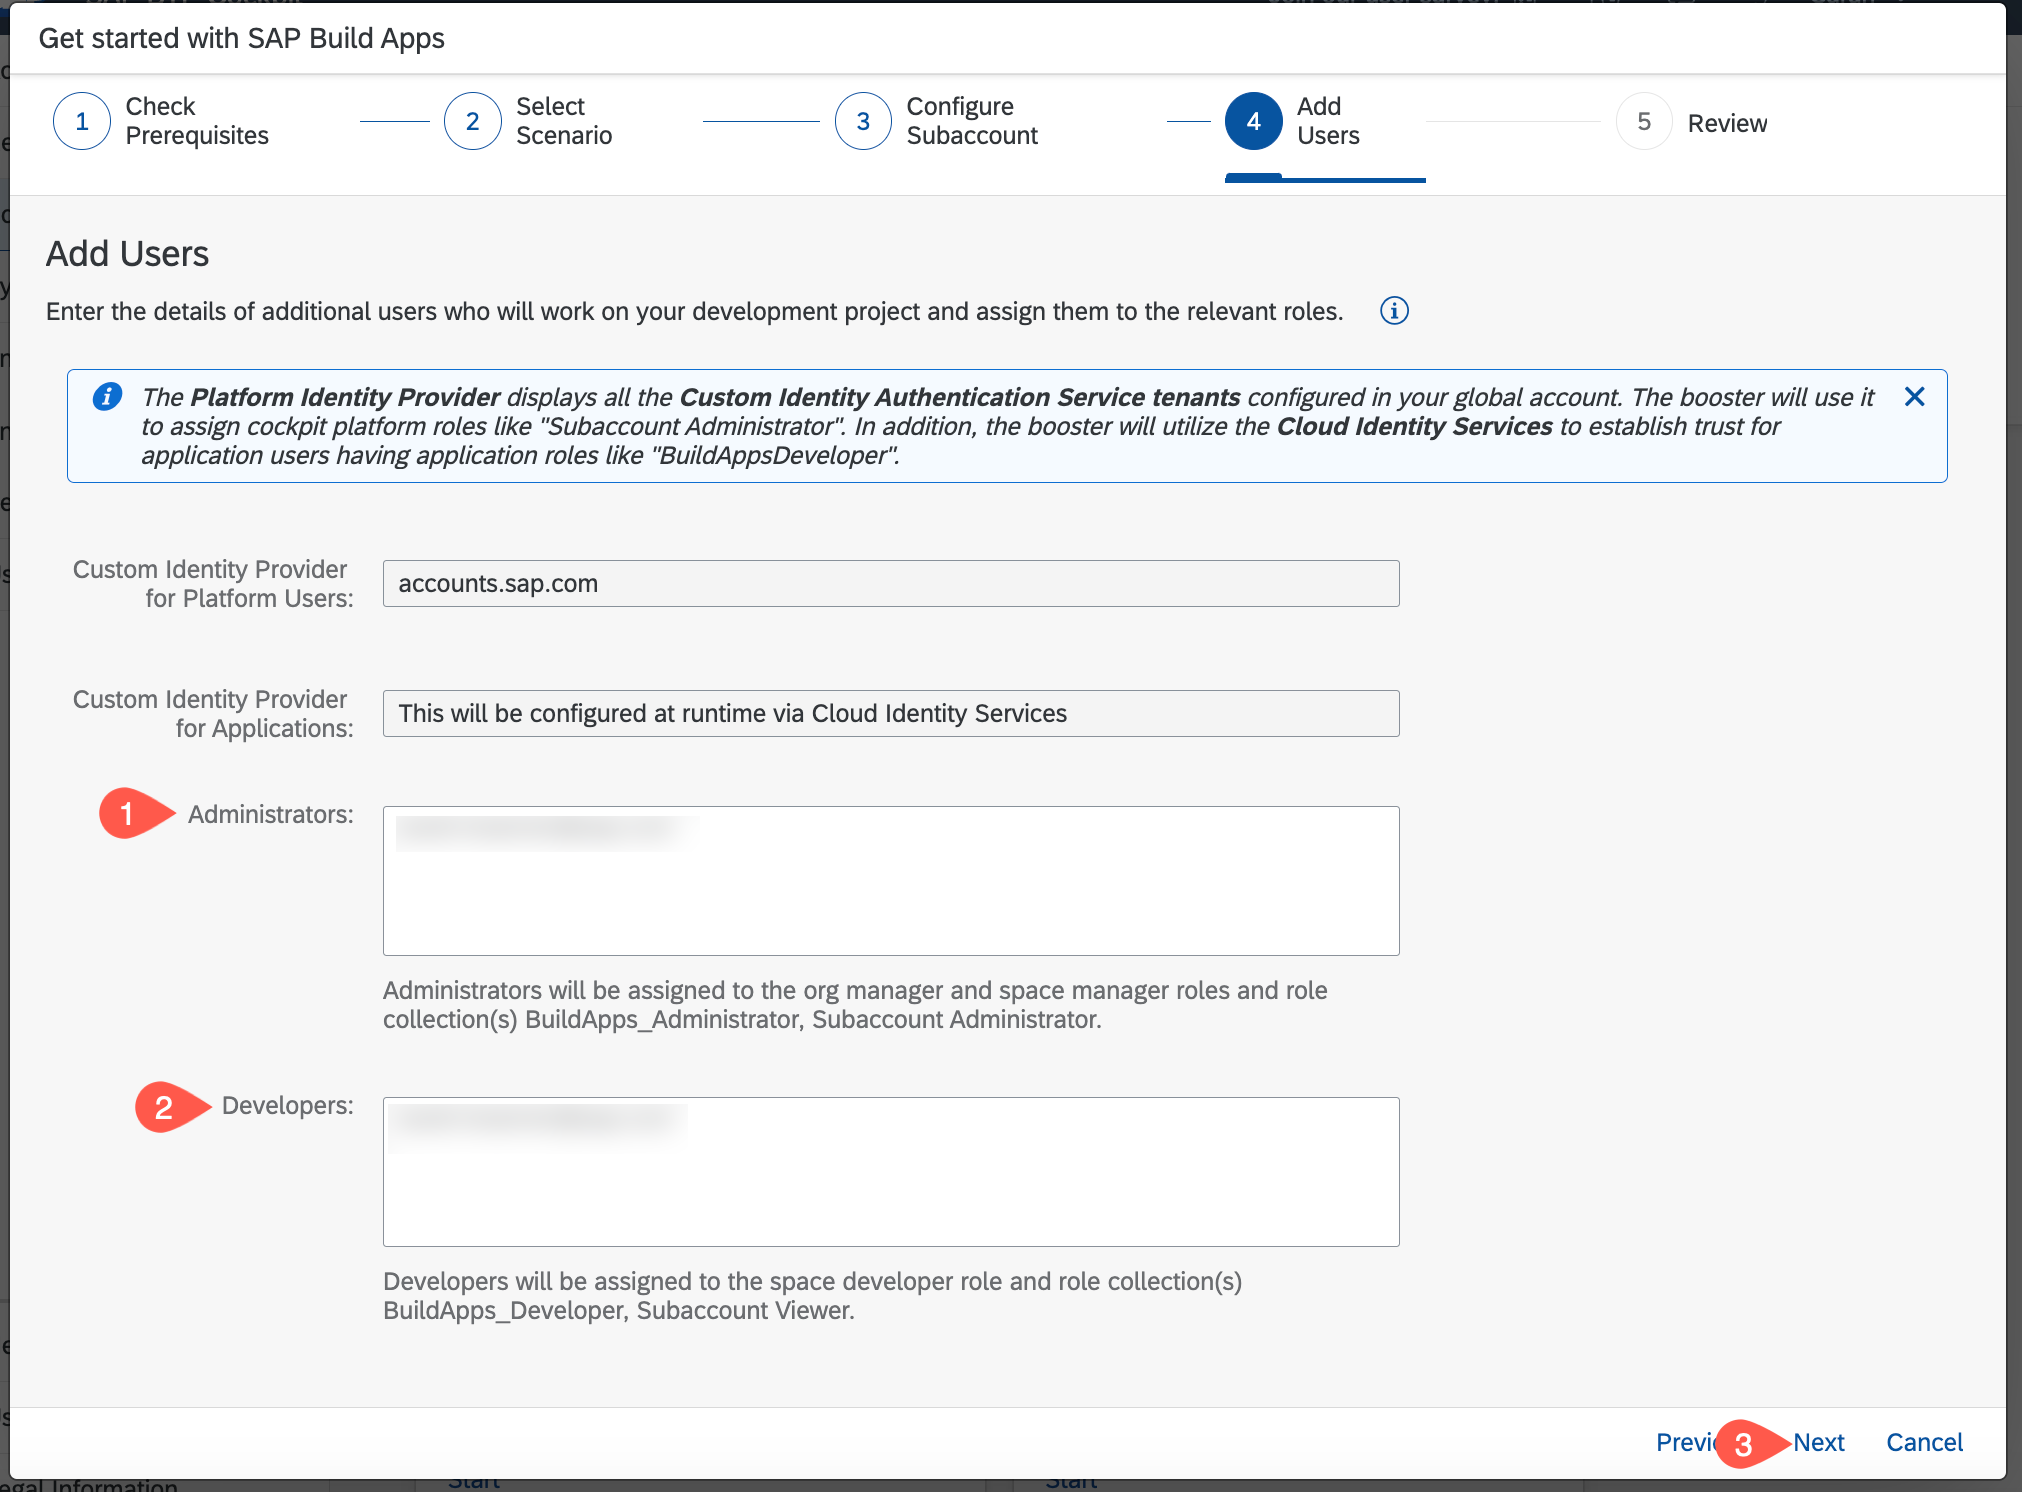 Get started with SAP Build Apps
1
Check
Prerequisites
2
Select
Scenario
3
Configure
Subaccount
4
Add
Users
5
Review
Add Users
Enter the details of additional users who will work on your development project and assign them to the relevant roles.
The Platform Identity Provider displays all the Custom Identity Authentication Service tenants configured in your global account. The booster will use it
to assign cockpit platform roles like "Subaccount Administrator". In addition, the booster will utilize the Cloud Identity Services to establish trust for
application users having application roles like "BuildAppsDeveloper".
Custom Identity Provider
for Platform Users:
accounts.sap.com
Custom Identity Provider
for Applications:
This will be configured at runtime via Cloud Identity Services
1
Administrators:
Administrators will be assigned to the org manager and space manager roles and role
collection(s) BuildApps_Administrator, Subaccount Administrator.
2
Developers:
Developers will be assigned to the space developer role and role collection(s)
BuildApps_Developer, Subaccount Viewer.
Previ
3
Next
Cancel
egal Information
Start
Start